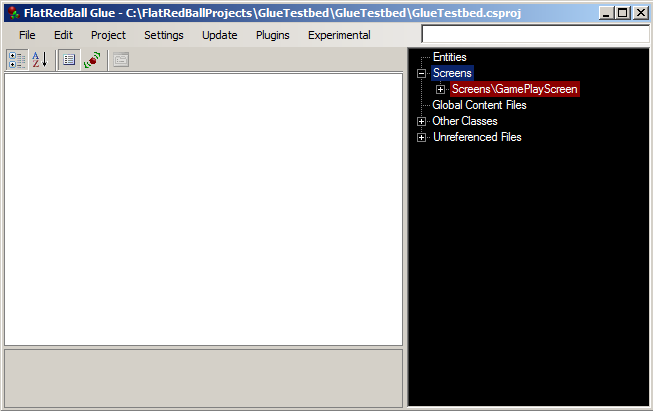 FlatRedBall Glue - C:\FlatRedBallProjects\GlueTestbed\GlueTestbed\GlueTestbed.csproj
File Edit Project Settings Update Plugins Experimental
A
Z
Entities
Screens
Screens\GamePlayScreen
Global Content Files
Other Classes
Unreferenced Files